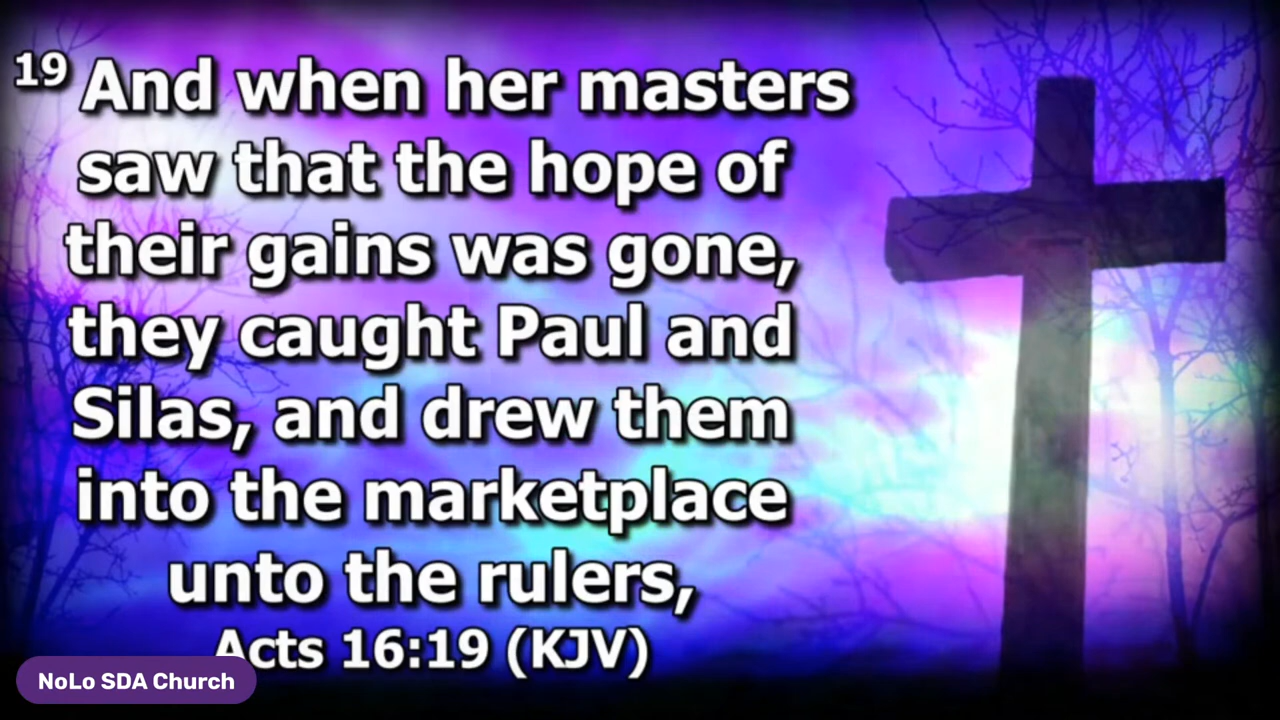 19 And when her masters
saw that the hope of
their gains was gone,
they caught Paul and
Silas, and drew them
into the marketplace
unto the rulers,
Acts 16:19 (KJV)
NoLo SDA Church